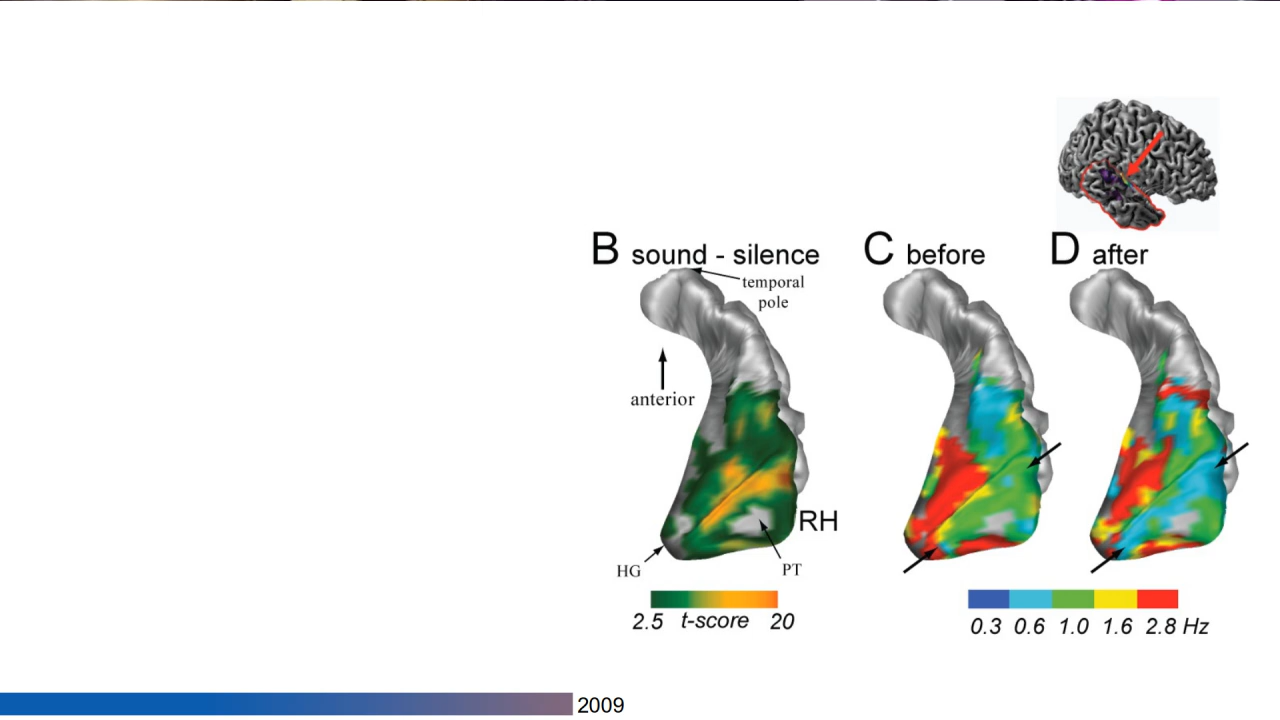 B sound - silence
C before
D after
temporal
pole
anterior
RH
HG
PT
2.5 t-score 20
0.3 0.6 1.0 1.6 2.8 Hz
2009